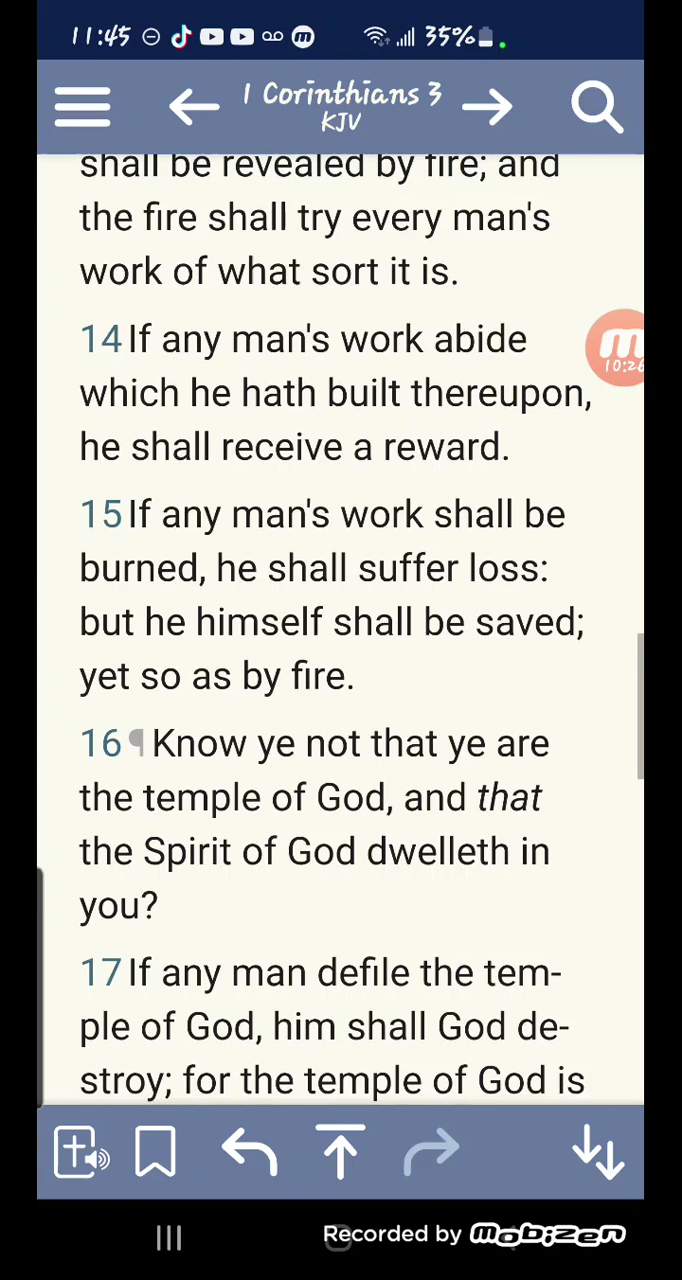 11:45 35%
1 Corinthians 3
KJV
shall be revealed by fire; and
the fire shall try every man's
work of what sort it is.
14 If any man's work abide
which he hath built thereupon,
he shall receive a reward.
15 If any man's work shall be
burned, he shall suffer loss:
but he himself shall be saved;
yet so as by fire.
16 ¶ Know ye not that ye are
the temple of God, and that
the Spirit of God dwelleth in
you?
17 If any man defile the tem-
ple of God, him shall God de-
stroy; for the temple of God is
m
10:26
Recorded by mobizen